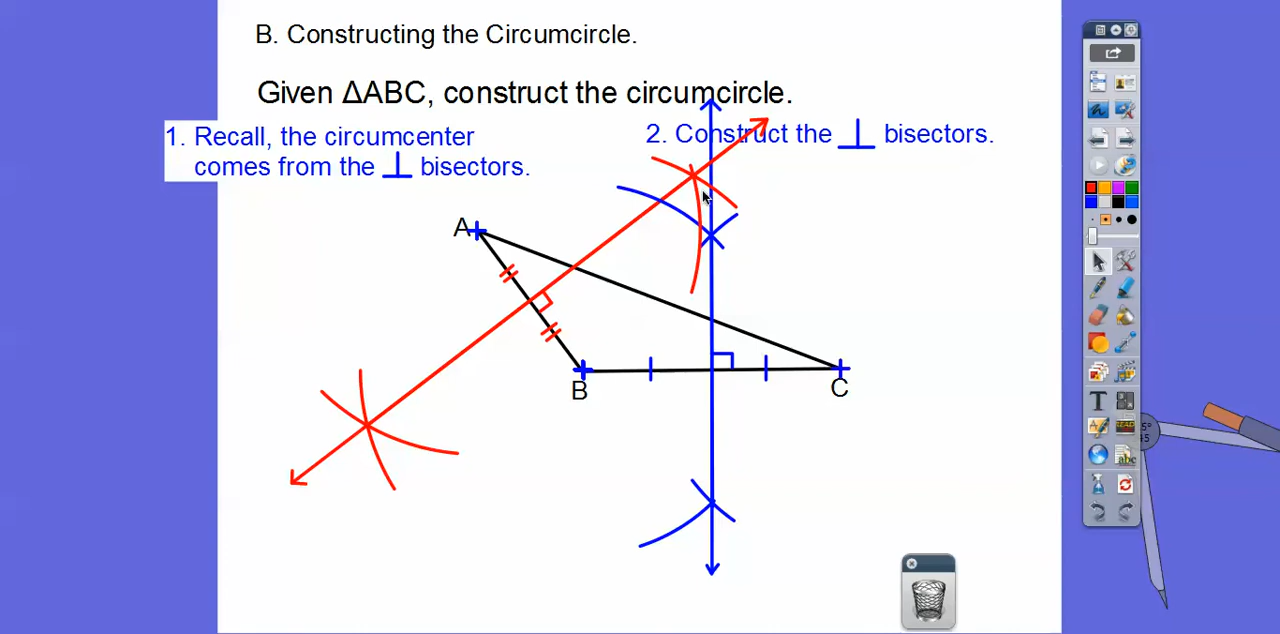 B. Constructing the Circumcircle.
Given ΔABC, construct the circumcircle.
1. Recall, the circumcenter
comes from the ⊥ bisectors.
2. Construct the ⊥ bisectors.
A
B
C
T
abc